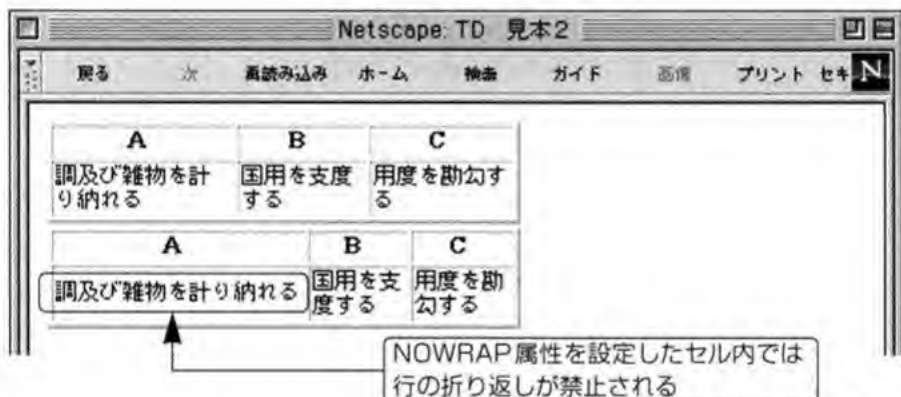 Netscape: TD 見本2
戻る 次 再読み込み ホーム 検索 ガイド 画像 プリント セキ N
A B C
調及び雑物を計 国用を支度 用度を勘勾す
り納れる する る
A B C
調及び雑物を計り納れる 国用を支 用度を勘
度する 勾する
NOWRAP属性を設定したセル内では
行の折り返しが禁止される